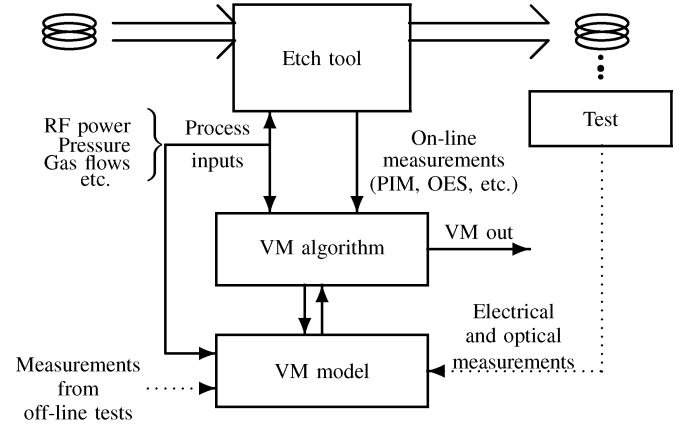 Etch tool
Test
RF power
Pressure
Gas flows
etc.
Process
inputs
On-line
measurements
(PIM, OES, etc.)
VM algorithm
VM out
Electrical
and optical
measurements
VM model
Measurements
from
off-line tests